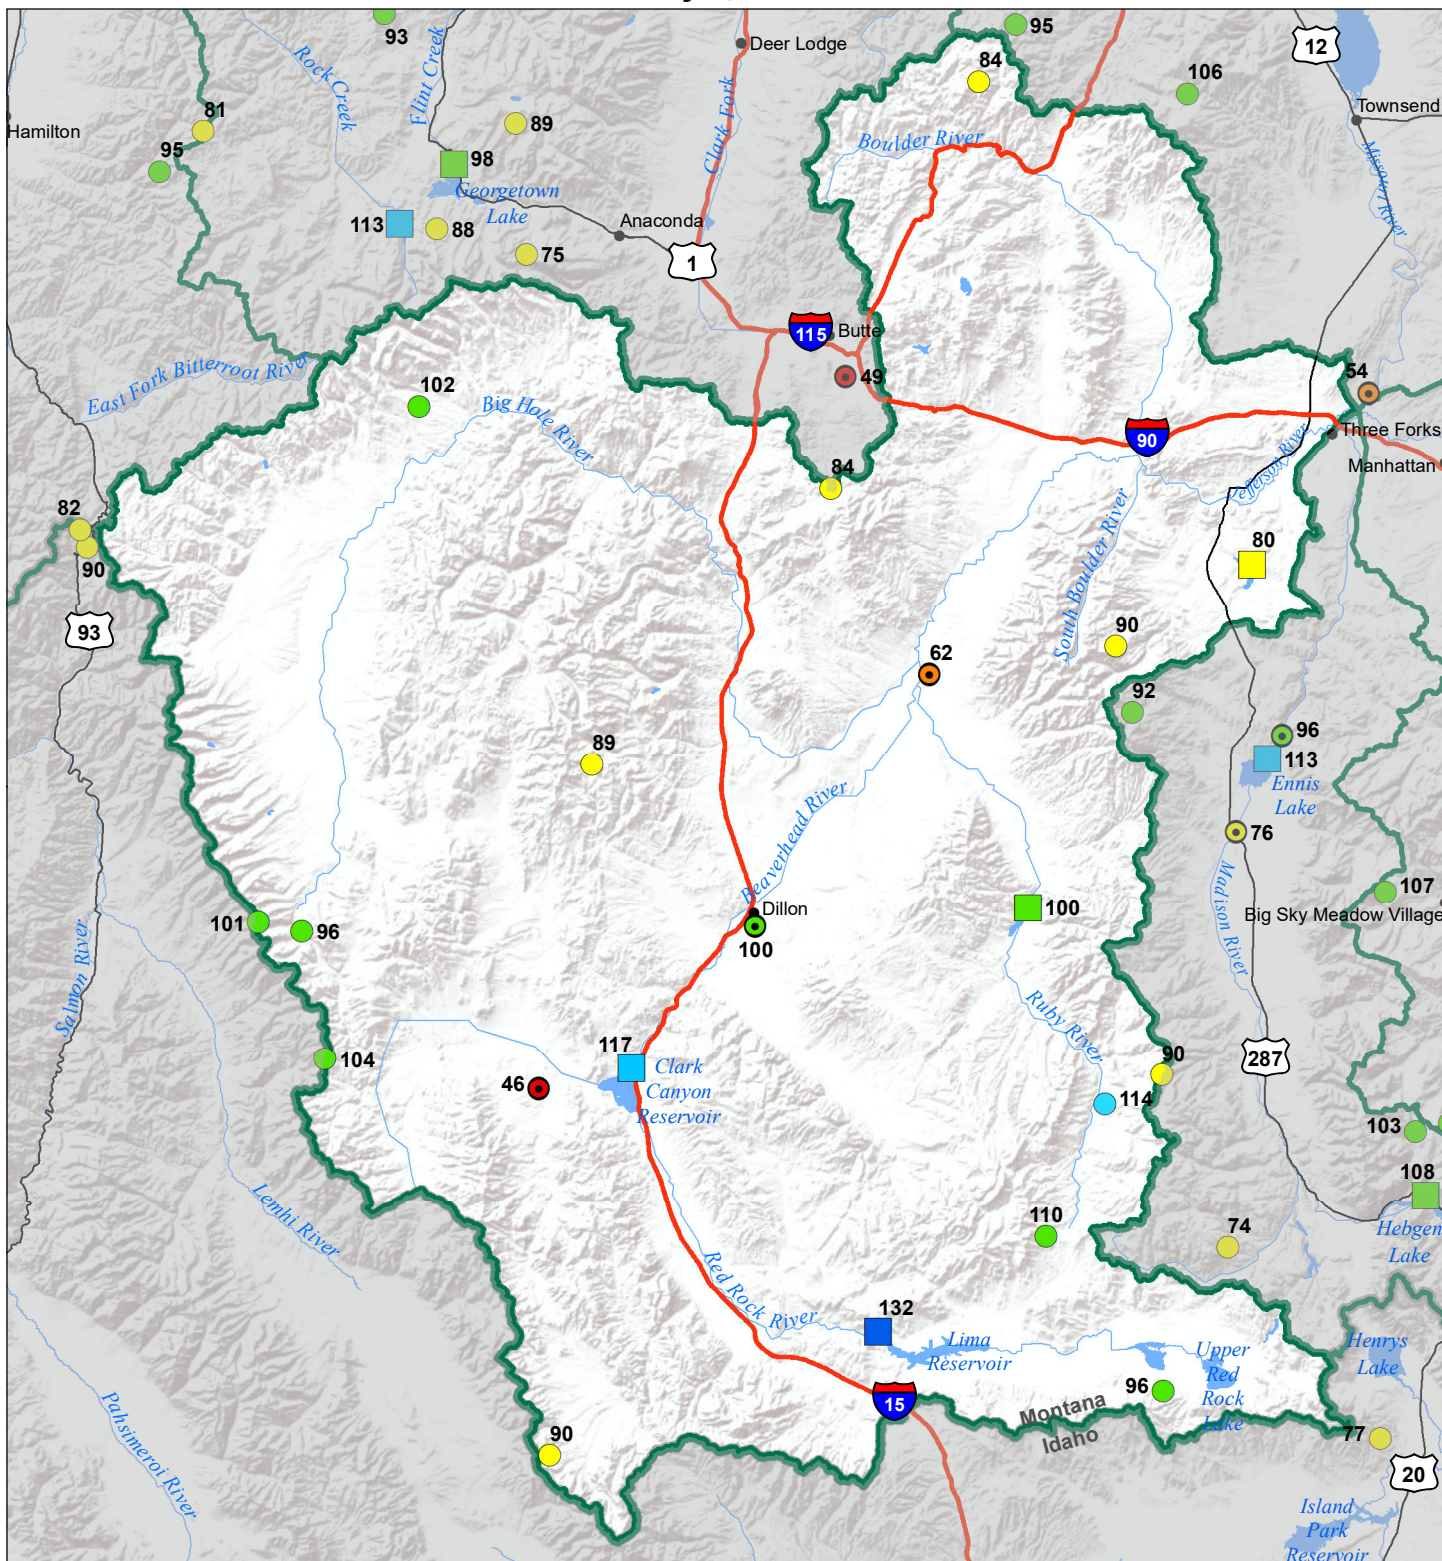 93
95
12
Deer Lodge
Rock Creek
Flint Creek
84
106
Townsend
81
Hamilton
89
Clark Fork
Boulder River
95
98
Georgetown
Lake
Missouri River
113
88
Anaconda
75
1
115
Butte
East Fork Bitterroot River
49
102
54
Big Hole River
90
Three Forks
Jefferson River
Manhattan
84
82
90
South Boulder River
80
93
90
62
92
96
89
113
Ennis
Lake
Beaverhead River
76
Madison River
107
Big Sky Meadow Village
101
96
Dillon
100
100
Salmon River
Ruby River
104
117
Clark
Canyon
Reservoir
46
90
287
114
103
108
Lemhi River
110
74
Hebgen
Lake
Red Rock River
132
Lima
Reservoir
Upper
Red
Rock
Lake
Henrys
Lake
96
15
Montana
Idaho
Pahsimeroi River
90
77
20
Island
Park
Reservoir